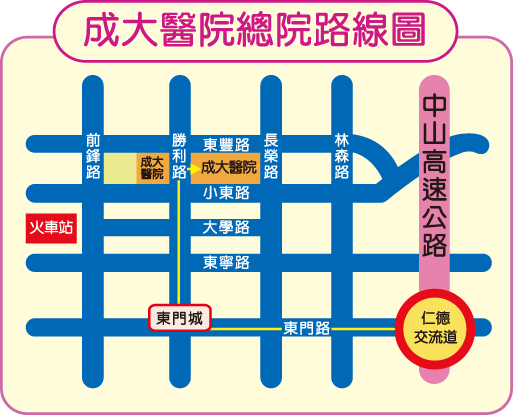 成大醫院總院路線圖
前鋒路
勝利路
長榮路
林森路
中山高速公路
東豐路
成大
醫院
成大醫院
小東路
火車站
大學路
東寧路
東門城
東門路
仁德
交流道